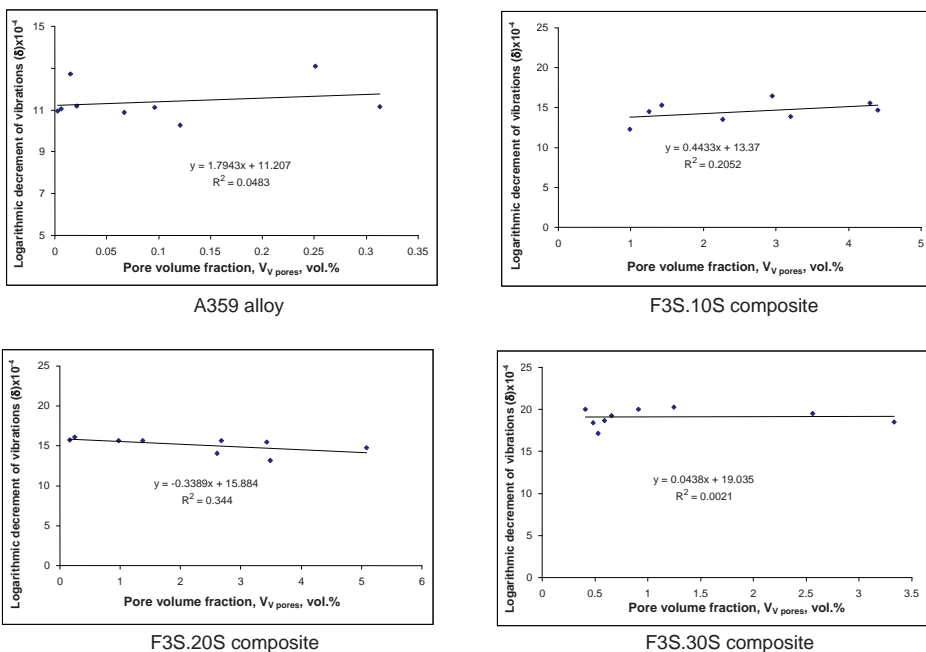 Logarithmic decrement of vibrations (δ)x10⁻⁴
15
13
11
9
7
5
y = 1.7943x + 11.207
R² = 0.0483
0 0.05 0.1 0.15 0.2 0.25 0.3 0.35
Pore volume fraction, V_V pores, vol.%
A359 alloy
Logarithmic decrement of vibrations (δ)x10⁻⁴
25
20
15
10
5
0
y = 0.4433x + 13.37
R² = 0.2052
0 1 2 3 4 5
Pore volume fraction, V_V pores, vol.%
F3S.10S composite
Logarithmic decrement of vibrations (δ)x10⁻⁴
25
20
15
10
5
0
y = -0.3389x + 15.884
R² = 0.344
0 1 2 3 4 5 6
Pore volume fraction, V_V pores, vol.%
F3S.20S composite
Logarithmic decrement of vibrations (δ)x10⁻⁴
25
20
15
10
5
0
y = 0.0438x + 19.035
R² = 0.0021
0 0.5 1 1.5 2 2.5 3 3.5
Pore volume fraction, V_V pores, vol.%
F3S.30S composite